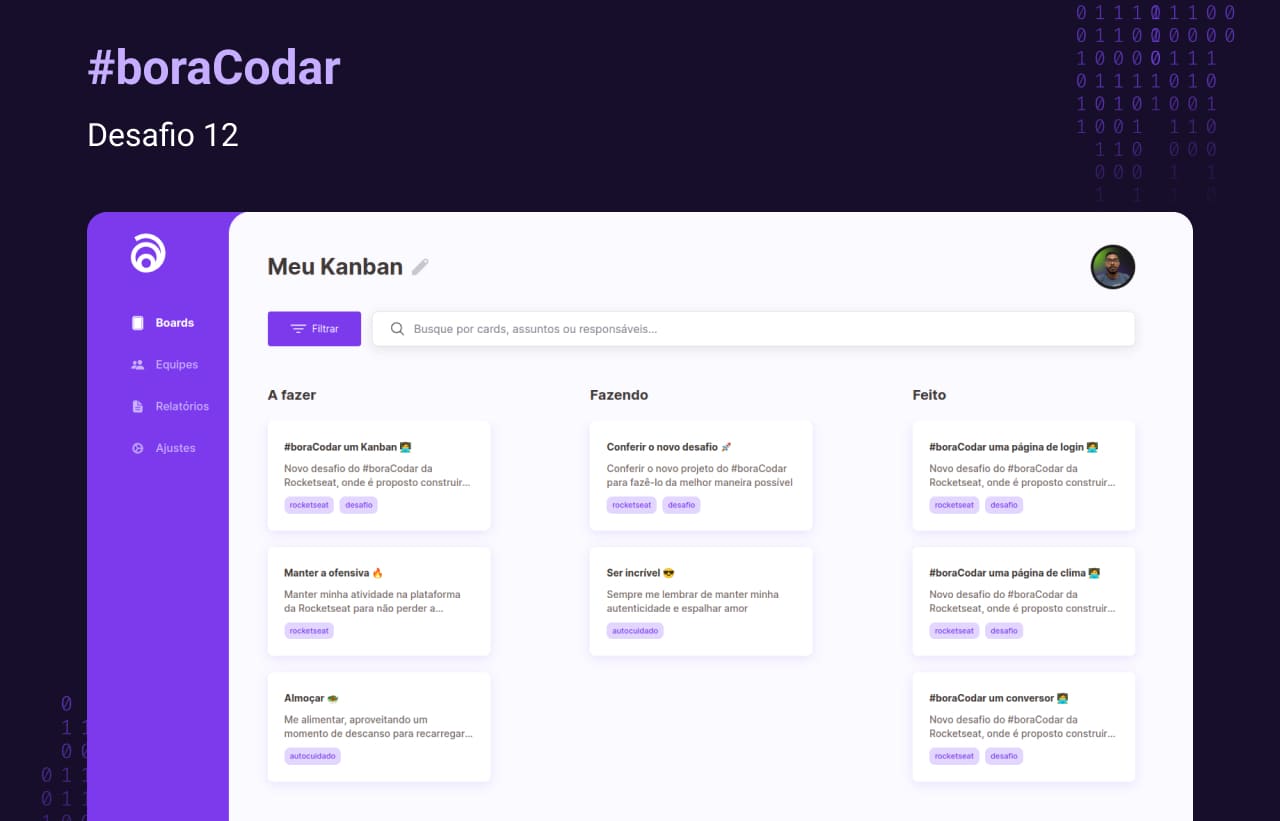 #boraCodar
Desafio 12
0 1 1 1 1 0 1 1 0 0
0 1 1 0 0 0 0 0 0
1 0 0 0 0 1 1 1
0 1 1 1 1 0 1 0
1 0 1 0 1 0 0 1
1 0 0 1 1 1 0
1 1 0 0 0 0
0 0 0 1 1
1 1 1 0
Boards
Equipes
Relatórios
Ajustes
Meu Kanban
Filtrar
Busque por cards, assuntos ou responsáveis...
A fazer
#boraCodar um Kanban 🧑‍💻
Novo desafio do #boraCodar da
Rocketseat, onde é proposto construir...
rocketseat desafio
Manter a ofensiva 🔥
Manter minha atividade na plataforma
da Rocketseat para não perder a...
rocketseat
Almoçar 🥗
Me alimentar, aproveitando um
momento de descanso para recarregar...
autocuidado
Fazendo
Conferir o novo desafio 🚀
Conferir o novo projeto do #boraCodar
para fazê-lo da melhor maneira possível
rocketseat desafio
Ser incrível 😎
Sempre me lembrar de manter minha
autenticidade e espalhar amor
autocuidado
Feito
#boraCodar uma página de login 🧑‍💻
Novo desafio do #boraCodar da
Rocketseat, onde é proposto construir...
rocketseat desafio
#boraCodar uma página de clima 🧑‍💻
Novo desafio do #boraCodar da
Rocketseat, onde é proposto construir...
rocketseat desafio
#boraCodar um conversor 🧑‍💻
Novo desafio do #boraCodar da
Rocketseat, onde é proposto construir...
rocketseat desafio
0
1 1
0 0
0 1 1
0 1 1